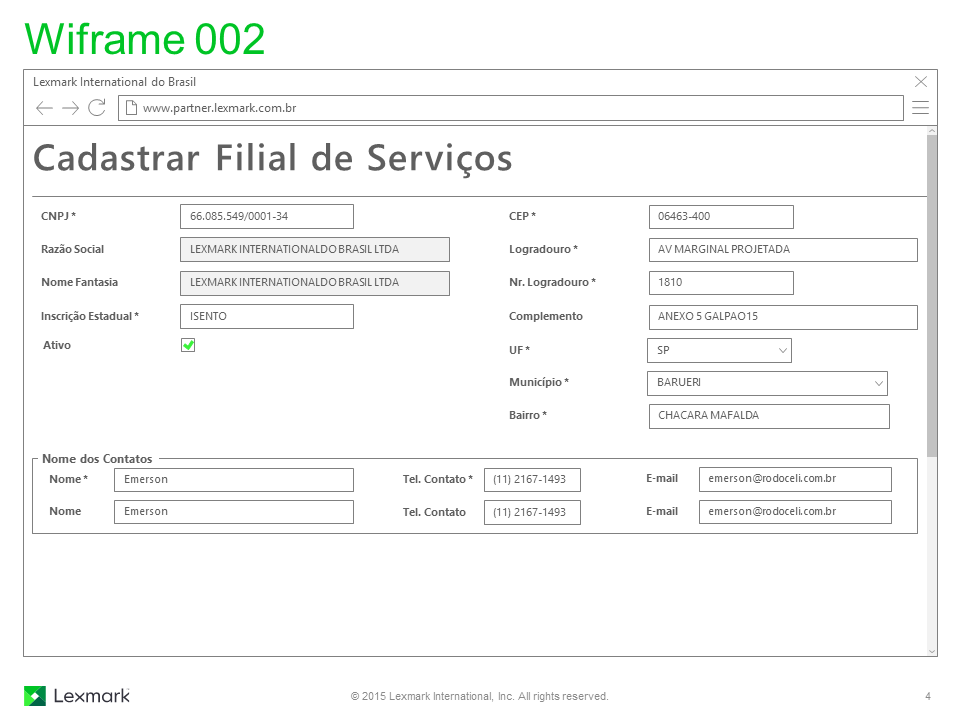 Wiframe 002
Lexmark International do Brasil
www.partner.lexmark.com.br
Cadastrar Filial de Serviços
CNPJ * 66.085.549/0001-34 CEP * 06463-400
Razão Social LEXMARK INTERNATIONALDO BRASIL LTDA Logradouro * AV MARGINAL PROJETADA
Nome Fantasia LEXMARK INTERNATIONALDO BRASIL LTDA Nr. Logradouro * 1810
Inscrição Estadual * ISENTO Complemento ANEXO 5 GALPAO15
Ativo UF * SP
Município * BARUERI
Bairro * CHACARA MAFALDA
Nome dos Contatos
Nome * Emerson Tel. Contato * (11) 2167-1493 E-mail emerson@rodoceli.com.br
Nome Emerson Tel. Contato (11) 2167-1493 E-mail emerson@rodoceli.com.br
Lexmark © 2015 Lexmark International, Inc. All rights reserved. 4